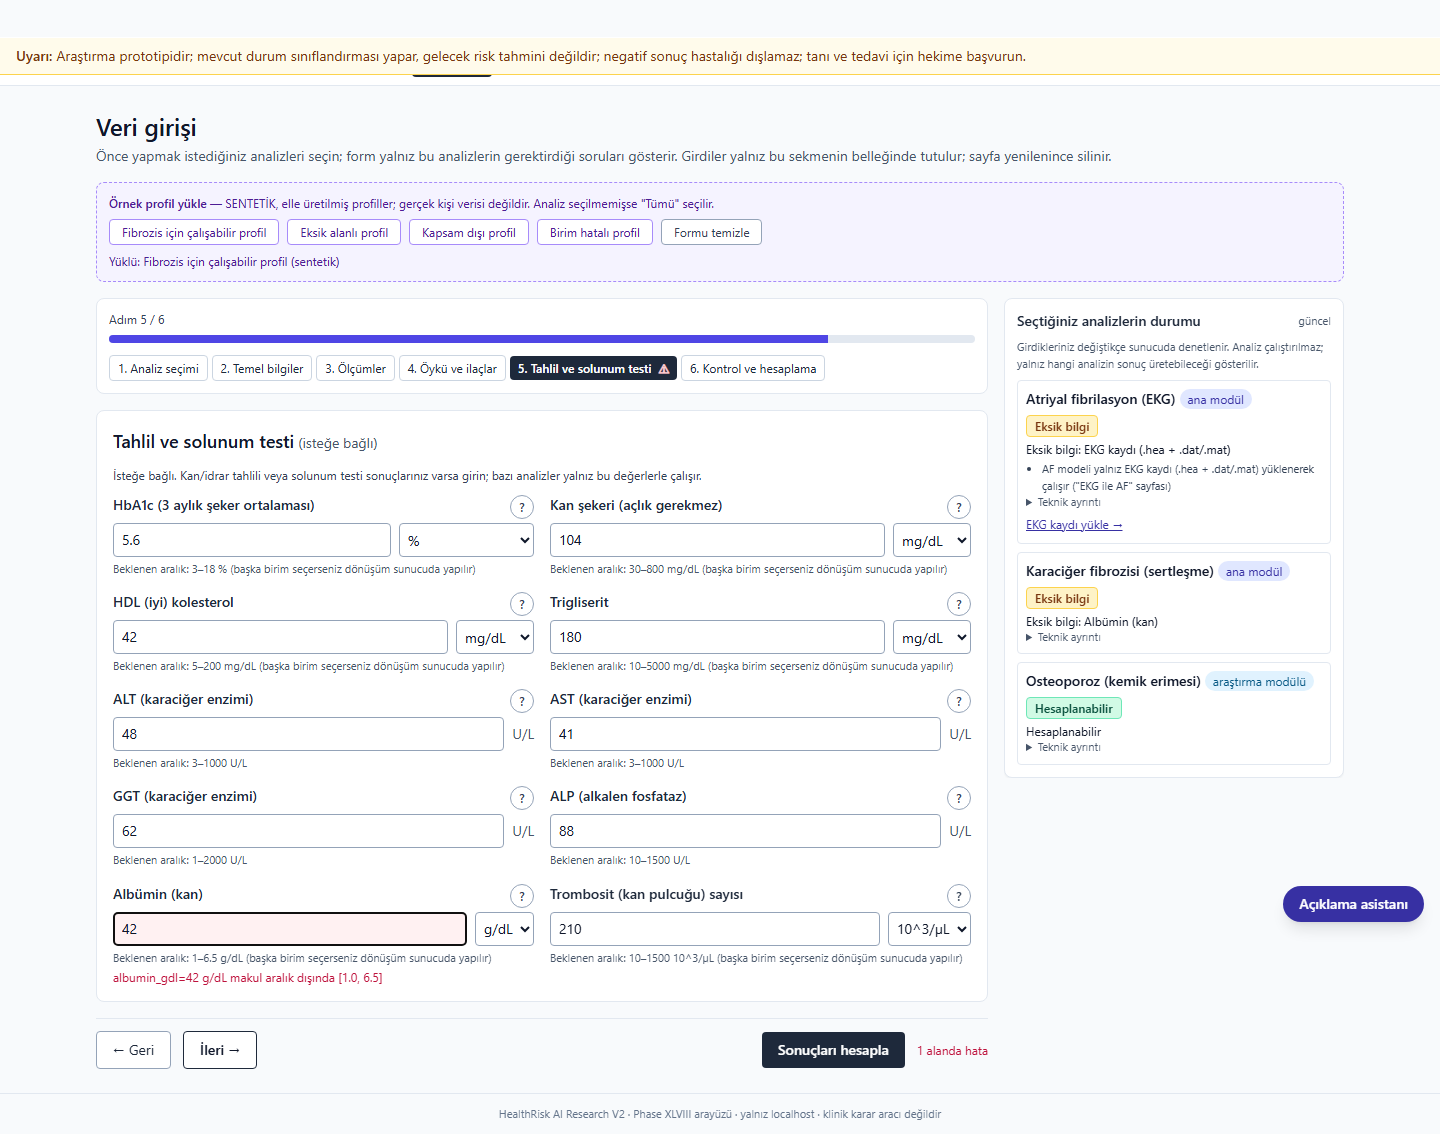 Uyarı: Araştırma prototipidir; mevcut durum sınıflandırması yapar, gelecek risk tahmini değildir; negatif sonuç hastalığı dışlamaz; tanı ve tedavi için hekime başvurun.
Veri girişi
Önce yapmak istediğiniz analizleri seçin; form yalnız bu analizlerin gerektirdiği soruları gösterir. Girdiler yalnız bu sekmenin belleğinde tutulur; sayfa yenilenince silinir.
Örnek profil yükle — SENTETİK, elle üretilmiş profiller; gerçek kişi verisi değildir. Analiz seçilmemişse "Tümü" seçilir.
Fibrozis için çalışabilir profil
Eksik alanlı profil
Kapsam dışı profil
Birim hatalı profil
Formu temizle
Yüklü: Fibrozis için çalışabilir profil (sentetik)
Adım 5 / 6
1. Analiz seçimi
2. Temel bilgiler
3. Ölçümler
4. Öykü ve ilaçlar
5. Tahlil ve solunum testi
6. Kontrol ve hesaplama
Tahlil ve solunum testi (isteğe bağlı)
İsteğe bağlı. Kan/idrar tahlili veya solunum testi sonuçlarınız varsa girin; bazı analizler yalnız bu değerlerle çalışır.
HbA1c (3 aylık şeker ortalaması) ?
5.6 %
Beklenen aralık: 3–18 % (başka birim seçerseniz dönüşüm sunucuda yapılır)
Kan şekeri (açlık gerekmez) ?
104 mg/dL
Beklenen aralık: 30–800 mg/dL (başka birim seçerseniz dönüşüm sunucuda yapılır)
HDL (iyi) kolesterol ?
42 mg/dL
Beklenen aralık: 5–200 mg/dL (başka birim seçerseniz dönüşüm sunucuda yapılır)
Trigliserit ?
180 mg/dL
Beklenen aralık: 10–5000 mg/dL (başka birim seçerseniz dönüşüm sunucuda yapılır)
ALT (karaciğer enzimi) ?
48 U/L
Beklenen aralık: 3–1000 U/L
AST (karaciğer enzimi) ?
41 U/L
Beklenen aralık: 3–1000 U/L
GGT (karaciğer enzimi) ?
62 U/L
Beklenen aralık: 1–2000 U/L
ALP (alkalen fosfataz) ?
88 U/L
Beklenen aralık: 10–1500 U/L
Albümin (kan) ?
42 g/dL
Beklenen aralık: 1–6.5 g/dL (başka birim seçerseniz dönüşüm sunucuda yapılır)
albumin_gdl=42 g/dL makul aralık dışında [1.0, 6.5]
Trombosit (kan pulcuğu) sayısı ?
210 10^3/µL
Beklenen aralık: 10–1500 10^3/µL (başka birim seçerseniz dönüşüm sunucuda yapılır)
← Geri
İleri →
Sonuçları hesapla
1 alanda hata
Seçtiğiniz analizlerin durumu
güncel
Girdikleriniz değiştikçe sunucuda denetlenir. Analiz çalıştırılmaz;
yalnız hangi analizin sonuç üretebileceği gösterilir.
Atriyal fibrilasyon (EKG) ana modül
Eksik bilgi
Eksik bilgi: EKG kaydı (.hea + .dat/.mat)
• AF modeli yalnız EKG kaydı (.hea + .dat/.mat) yüklenerek
çalışır ("EKG ile AF" sayfası)
▶ Teknik ayrıntı
EKG kaydı yükle →
Karaciğer fibrozisi (sertleşme) ana modül
Eksik bilgi
Eksik bilgi: Albümin (kan)
▶ Teknik ayrıntı
Osteoporoz (kemik erimesi) araştırma modülü
Hesaplanabilir
Hesaplanabilir
▶ Teknik ayrıntı
Açıklama asistanı
HealthRisk AI Research V2 · Phase XLVIII arayüzü · yalnız localhost · klinik karar aracı değildir